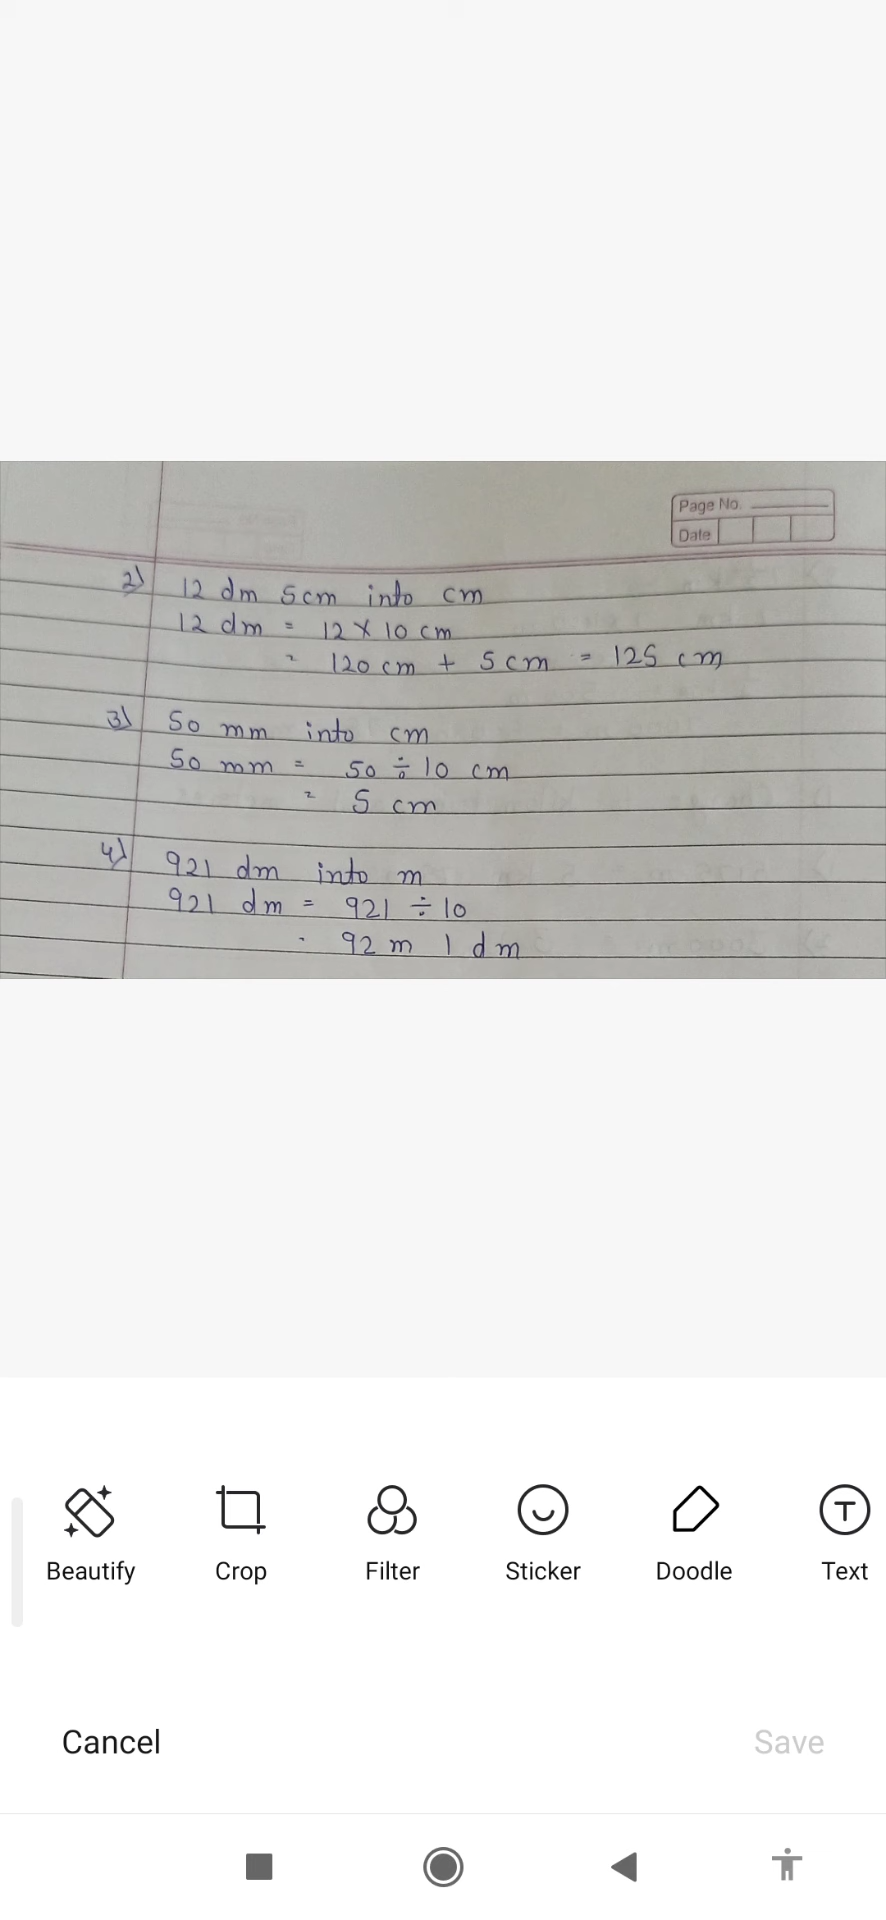 Page No.
Date
2) 12 dm 5cm into cm
12 dm = 12 × 10 cm
= 120 cm + 5 cm = 125 cm
3) 50 mm into cm
50 mm = 50 ÷ 10 cm
= 5 cm
4) 921 dm into m
921 dm = 921 ÷ 10
= 92 m 1 dm
Beautify Crop Filter Sticker Doodle Text
Cancel Save